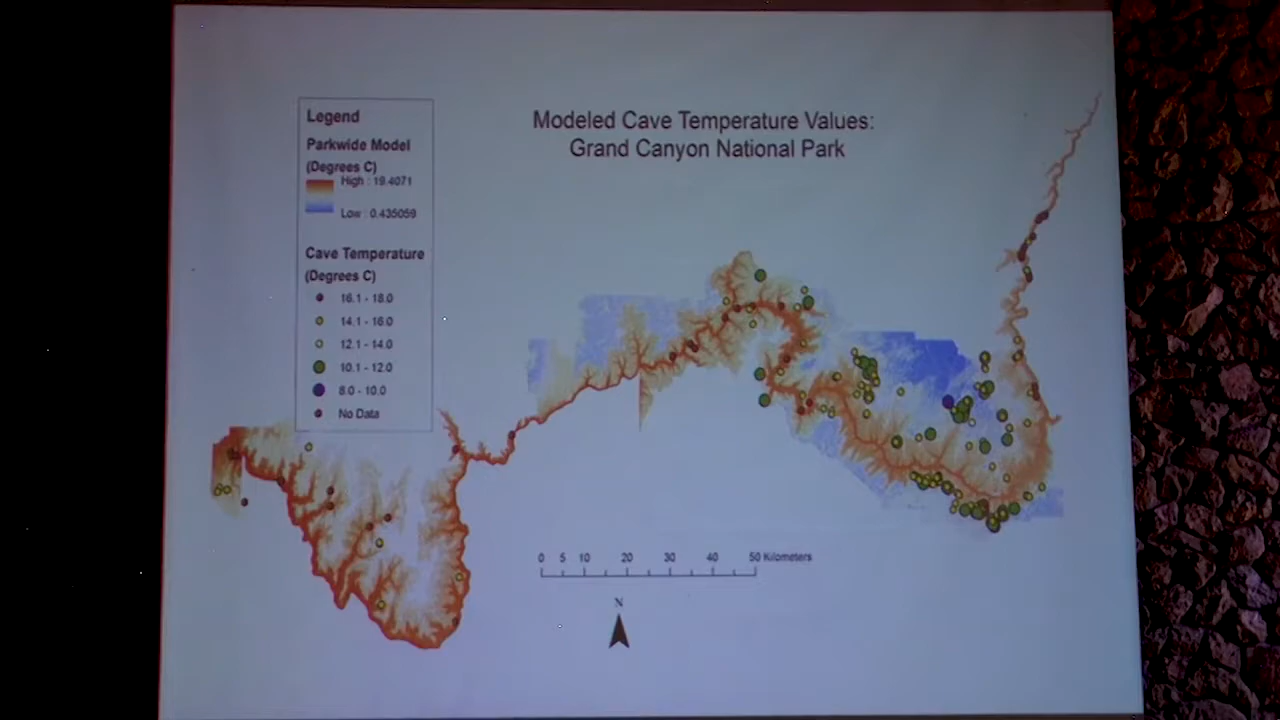 Modeled Cave Temperature Values:
Grand Canyon National Park
Legend
Parkwide Model
(Degrees C)
High : 19.4071
Low : 0.435059
Cave Temperature
(Degrees C)
16.1 - 18.0
14.1 - 16.0
12.1 - 14.0
10.1 - 12.0
8.0 - 10.0
No Data
0 5 10 20 30 40 50 Kilometers
N